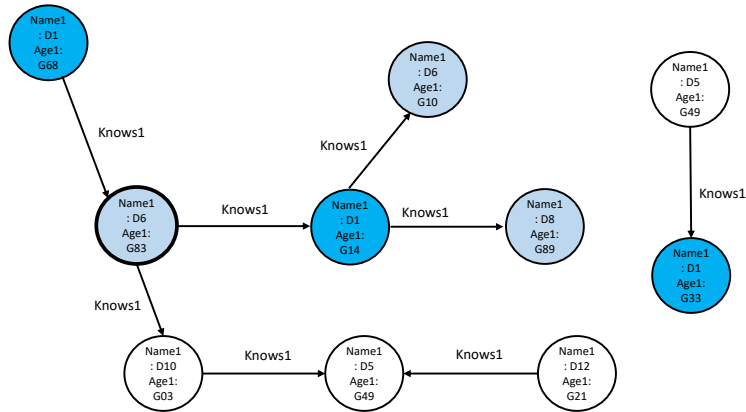 Name1
: D1
Age1:
G68
Name1
: D6
Age1:
G10
Name1
: D5
G49
Age1:
Knows1
Knows1
Knows1
Name1
: D6
Age1:
G83
Knows1
Name1
: D1
Age1:
G14
Knows1
Name1
: D8
Age1:
G89
Name1
: D1
Age1:
G33
Knows1
Name1
: D10
Age1:
G03
Knows1
Name1
: D5
Age1:
G49
Knows1
Name1
: D12
Age1:
G21